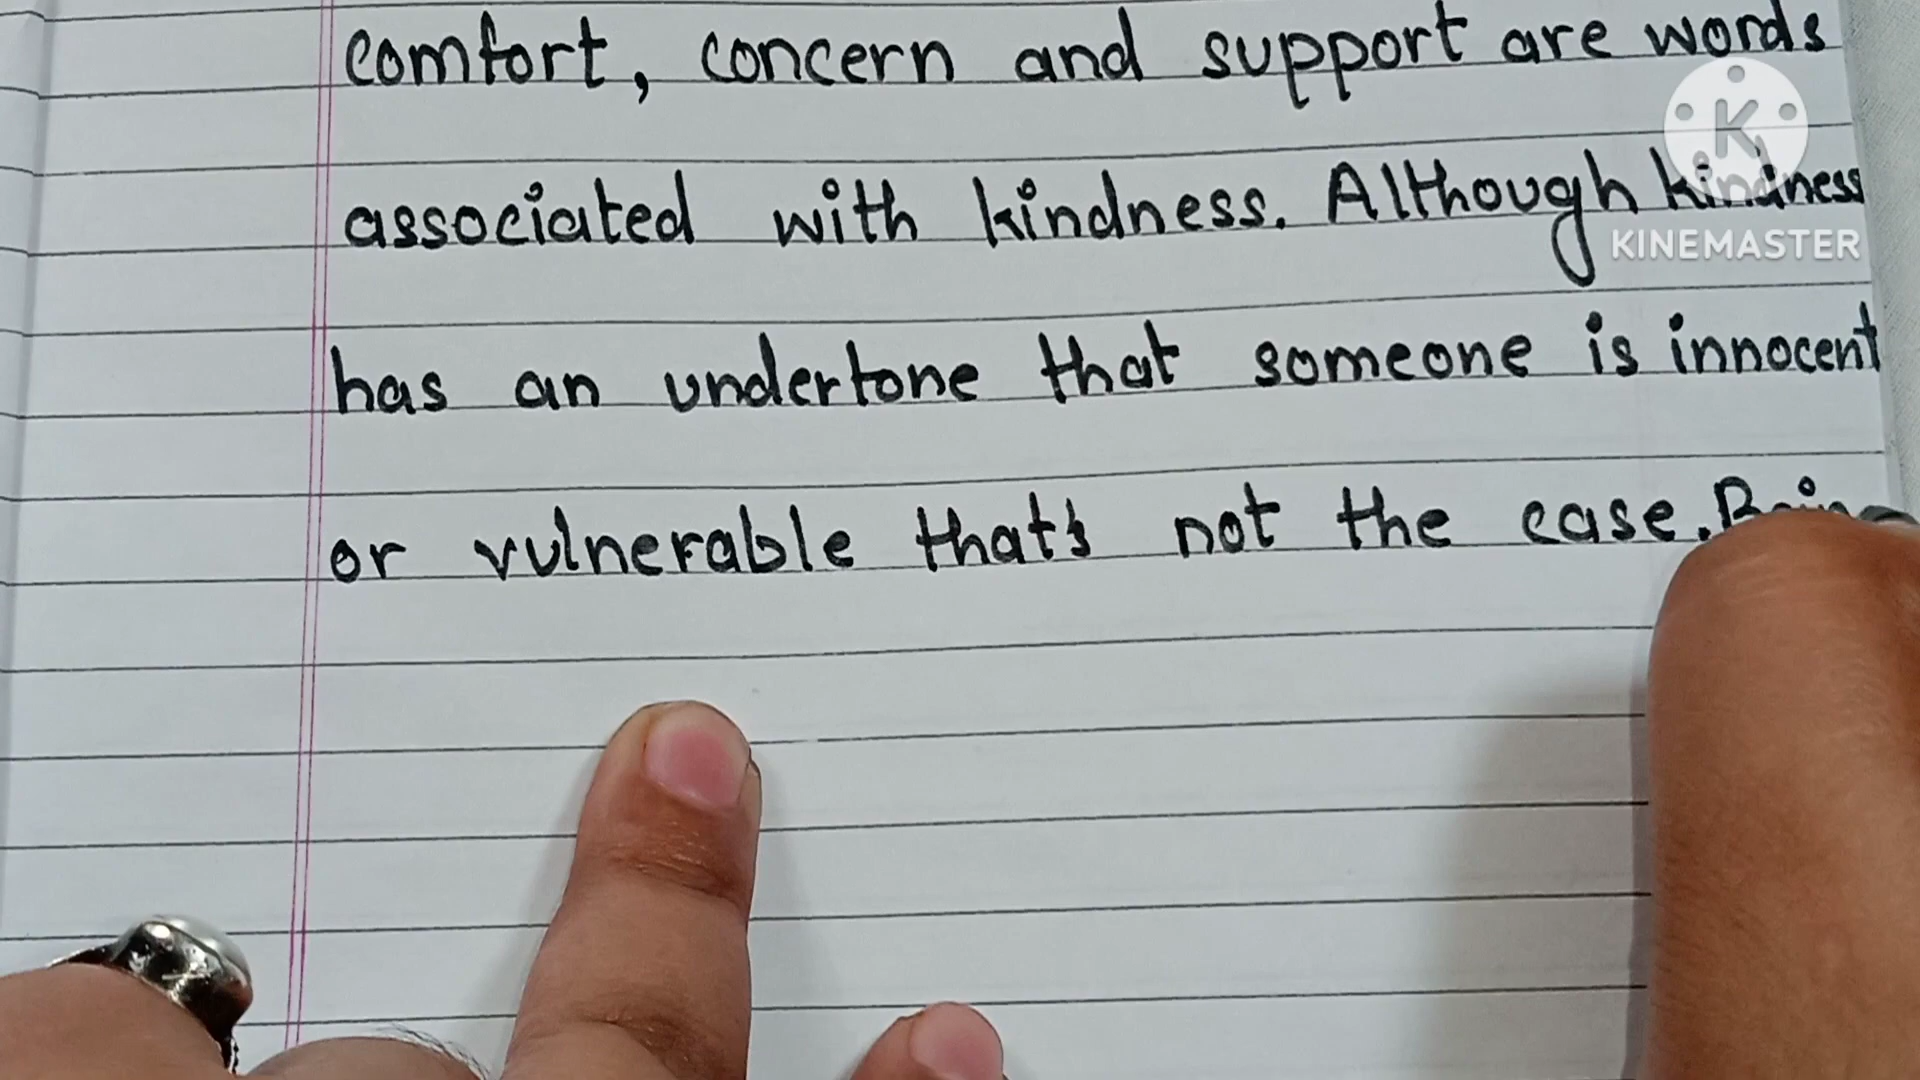 comfort, concern and support are words
associated with kindness. Although kindness
KINEMASTER
has an undertone that someone is innocent
or vulnerable that's not the case.